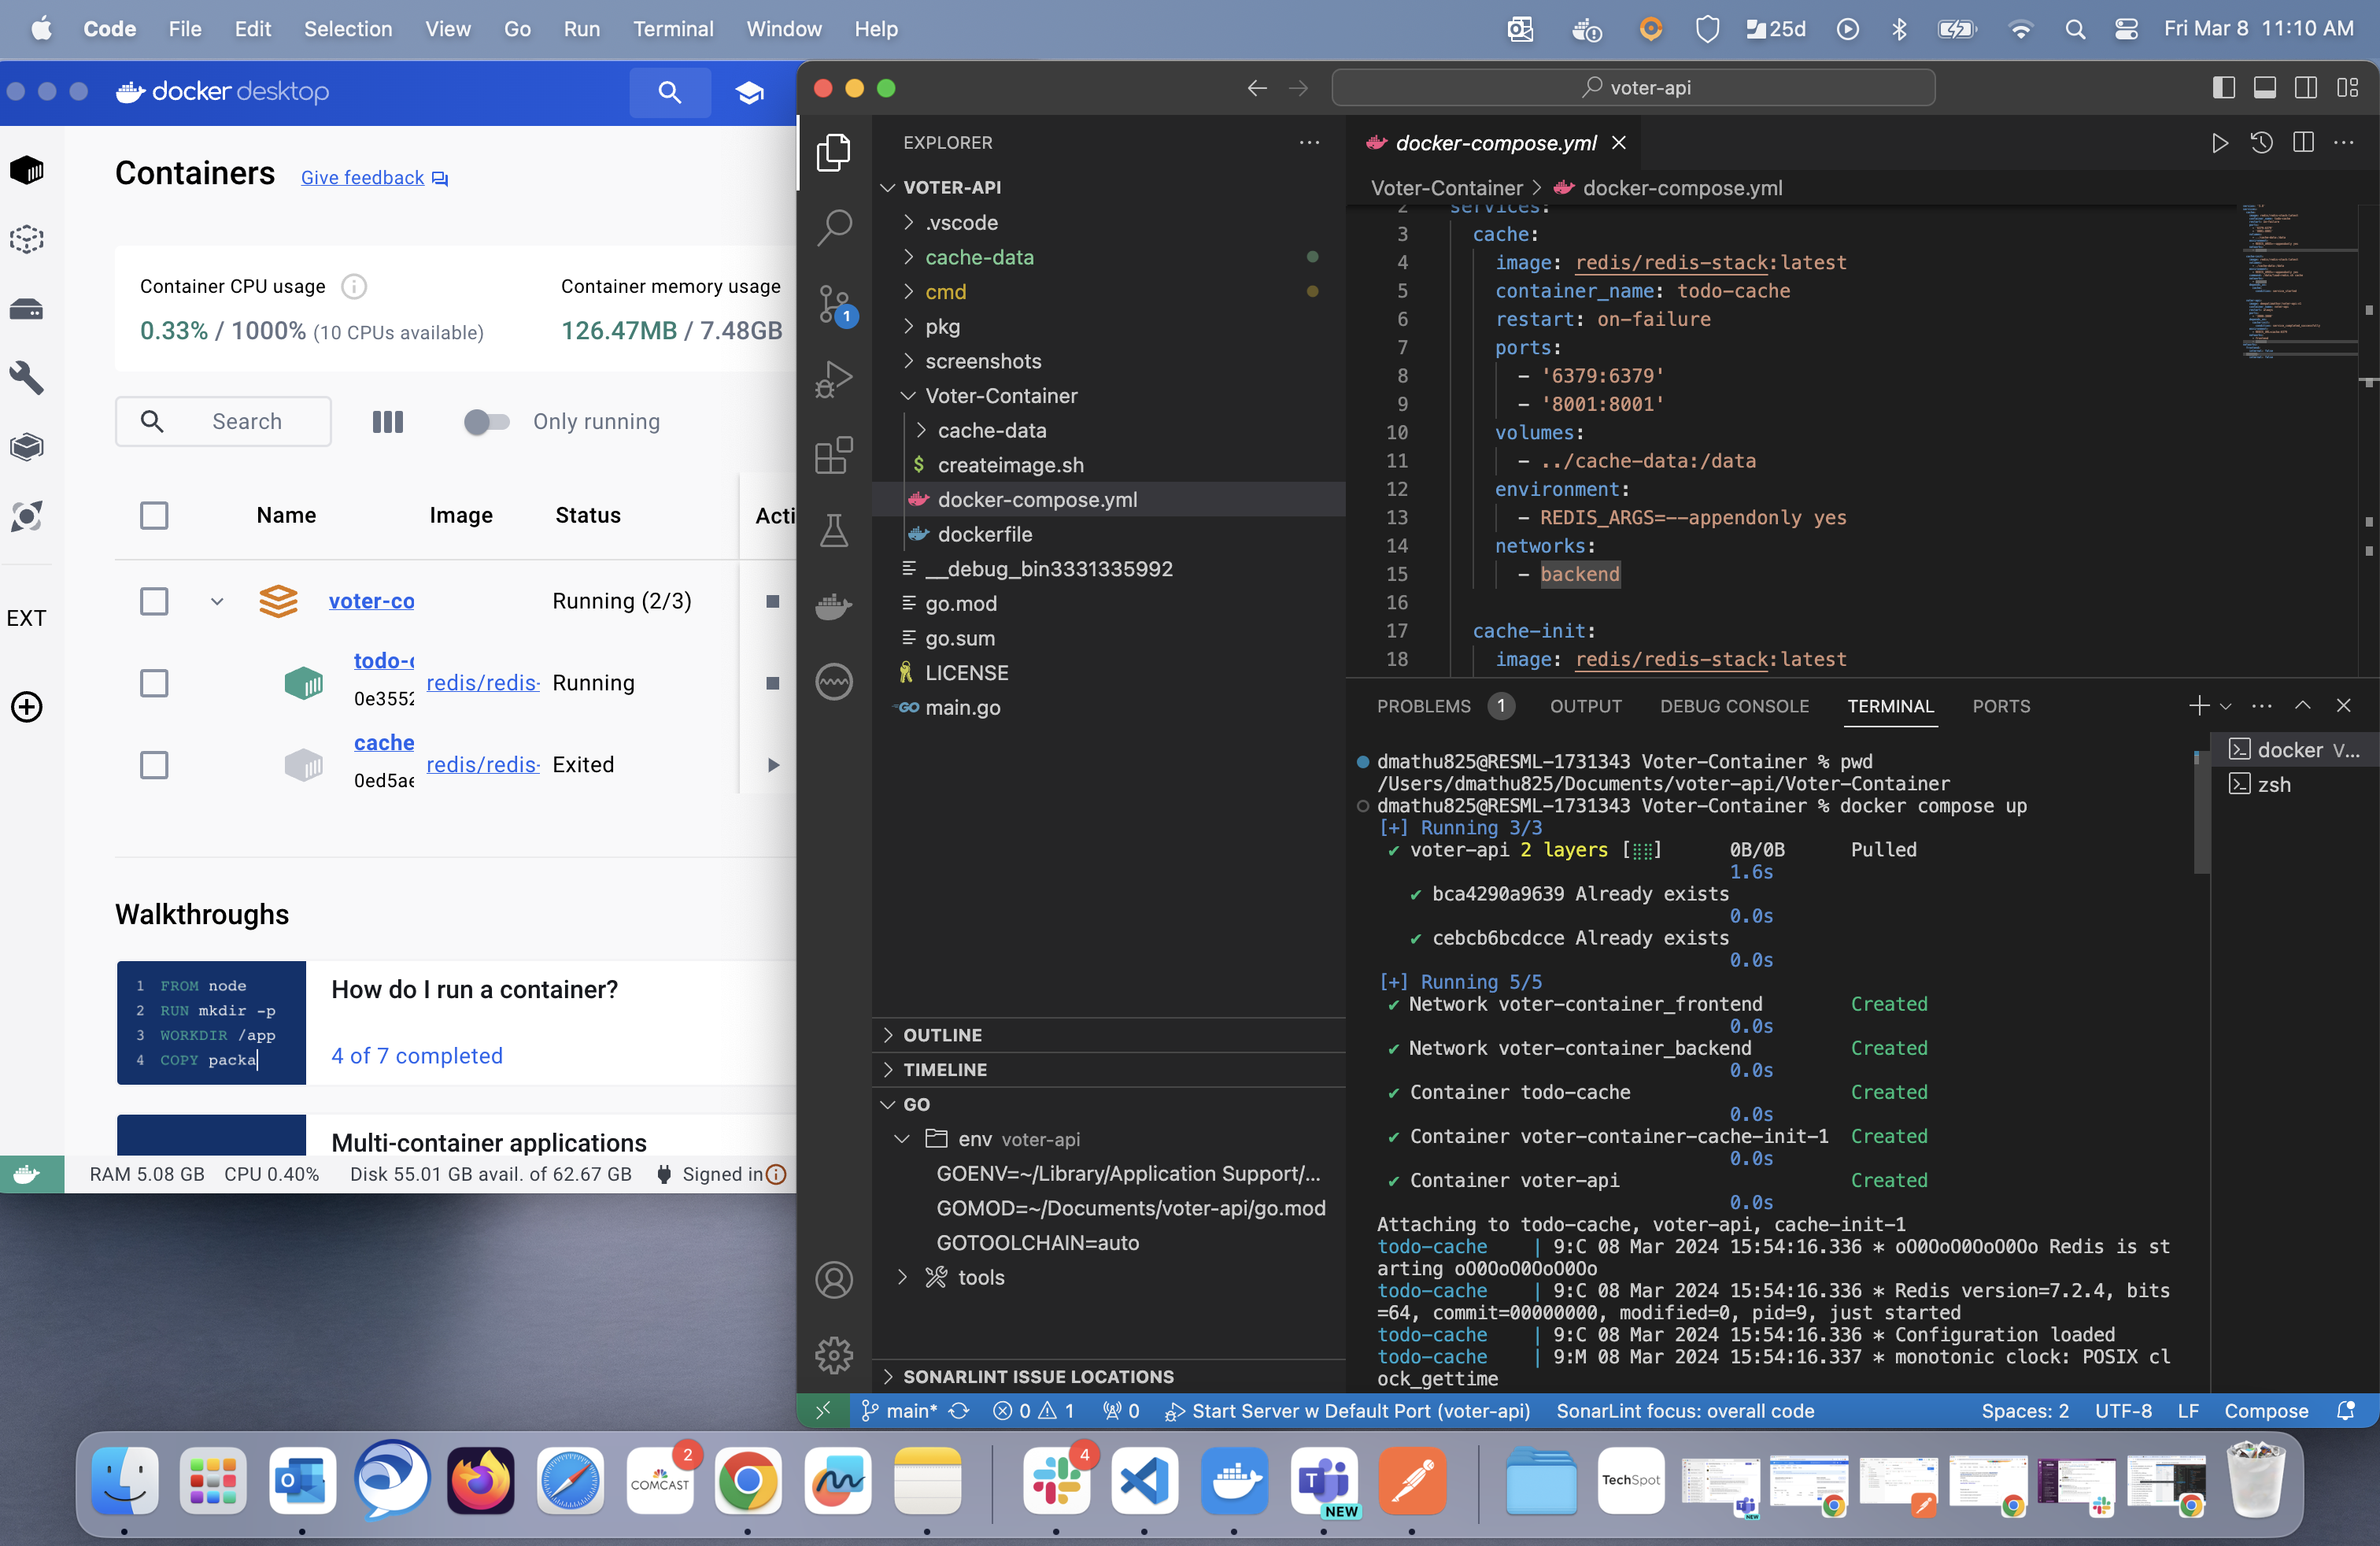 Code File Edit Selection View Go Run Terminal Window Help 25d Fri Mar 8 11:10 AM
docker desktop
Containers Give feedback
Container CPU usage
0.33% / 1000% (10 CPUs available)
Container memory usage
126.47MB / 7.48GB
Search
Only running
Name Image Status Acti
voter-co Running (2/3)
todo-c
0e3552 redis/redis- Running
cache
0ed5ae redis/redis- Exited
EXT
Walkthroughs
1 FROM node
2 RUN mkdir -p
3 WORKDIR /app
4 COPY packa
How do I run a container?
4 of 7 completed
Multi-container applications
RAM 5.08 GB CPU 0.40% Disk 55.01 GB avail. of 62.67 GB Signed in
voter-api
1
EXPLORER
VOTER-API
.vscode
cache-data
cmd
pkg
screenshots
Voter-Container
cache-data
createimage.sh
docker-compose.yml
dockerfile
__debug_bin3331335992
go.mod
go.sum
LICENSE
main.go
OUTLINE
TIMELINE
GO
env voter-api
GOENV=~/Library/Application Support/...
GOMOD=~/Documents/voter-api/go.mod
GOTOOLCHAIN=auto
tools
SONARLINT ISSUE LOCATIONS
docker-compose.yml
Voter-Container > docker-compose.yml
2 services:
3 cache:
4 image: redis/redis-stack:latest
5 container_name: todo-cache
6 restart: on-failure
7 ports:
8 - '6379:6379'
9 - '8001:8001'
10 volumes:
11 - ../cache-data:/data
12 environment:
13 - REDIS_ARGS=--appendonly yes
14 networks:
15 - backend
16
17 cache-init:
18 image: redis/redis-stack:latest
PROBLEMS 1 OUTPUT DEBUG CONSOLE TERMINAL PORTS
docker V...
zsh
dmathu825@RESML-1731343 Voter-Container % pwd
/Users/dmathu825/Documents/voter-api/Voter-Container
dmathu825@RESML-1731343 Voter-Container % docker compose up
[+] Running 3/3
✔ voter-api 2 layers [⣿⣿] 0B/0B Pulled
1.6s
✔ bca4290a9639 Already exists
0.0s
✔ cebcb6bcdcce Already exists
0.0s
[+] Running 5/5
✔ Network voter-container_frontend Created
0.0s
✔ Network voter-container_backend Created
0.0s
✔ Container todo-cache Created
0.0s
✔ Container voter-container-cache-init-1 Created
0.0s
✔ Container voter-api Created
0.0s
Attaching to todo-cache, voter-api, cache-init-1
todo-cache | 9:C 08 Mar 2024 15:54:16.336 * oO0OoO0OoO0Oo Redis is st
arting oO0OoO0OoO0Oo
todo-cache | 9:C 08 Mar 2024 15:54:16.336 * Redis version=7.2.4, bits
=64, commit=00000000, modified=0, pid=9, just started
todo-cache | 9:C 08 Mar 2024 15:54:16.336 * Configuration loaded
todo-cache | 9:M 08 Mar 2024 15:54:16.337 * monotonic clock: POSIX cl
ock_gettime
main* 0 1 0 Start Server w Default Port (voter-api) SonarLint focus: overall code Spaces: 2 UTF-8 LF Compose
COMCAST 2 4 NEW TechSpot